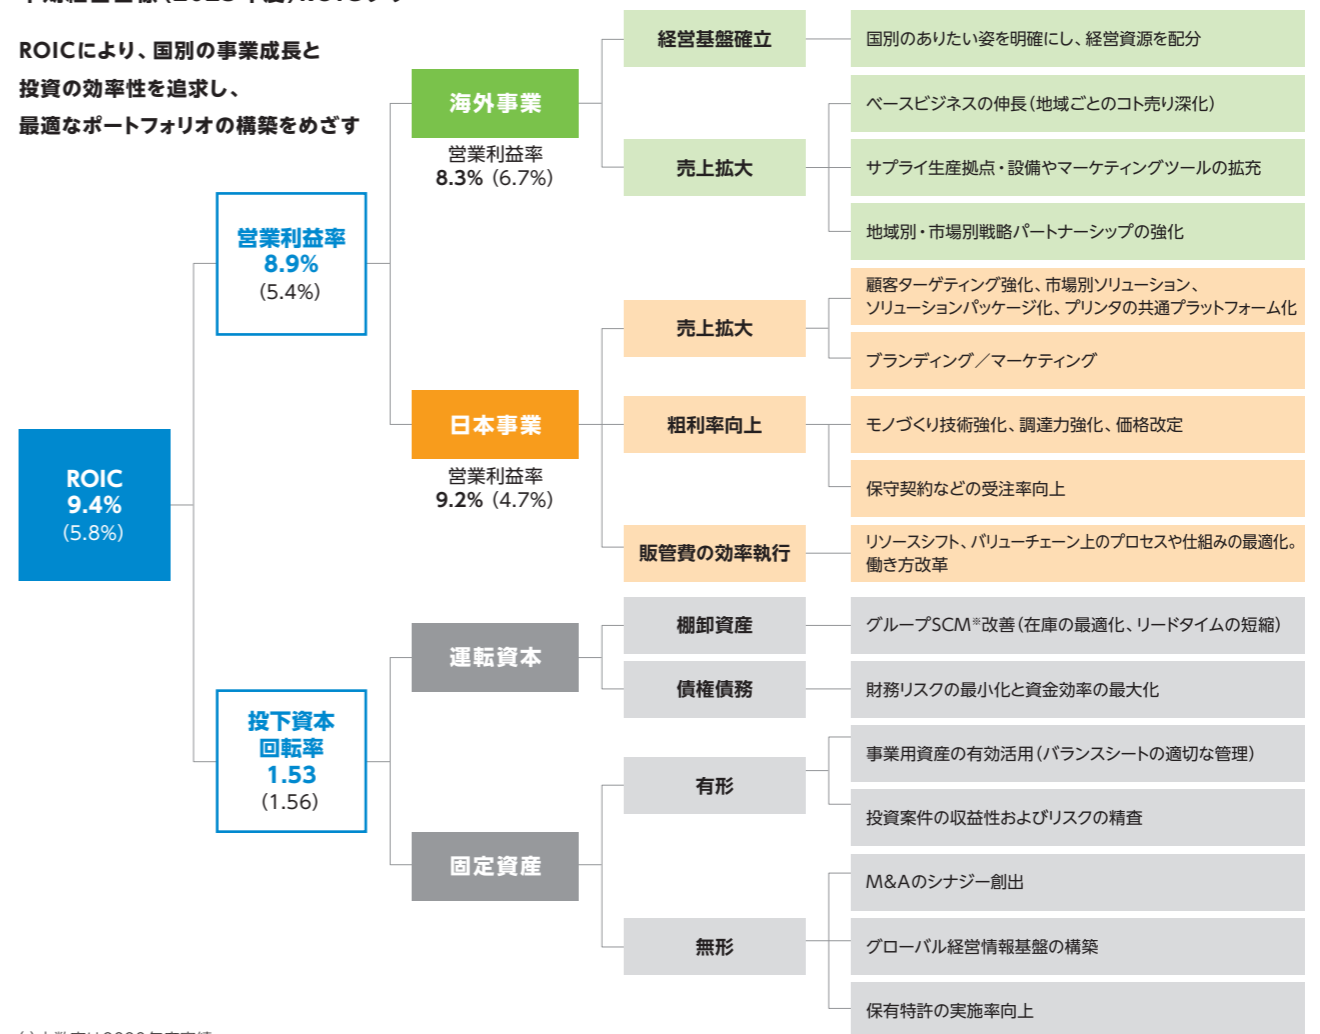 ROICにより、国別の事業成長と
投資の効率性を追求し、
最適なポートフォリオの構築をめざす
ROIC
9.4%
(5.8%)
営業利益率
8.9%
(5.4%)
投下資本
回転率
1.53
(1.56)
海外事業
営業利益率
8.3% (6.7%)
経営基盤確立
国別のありたい姿を明確にし、経営資源を配分
売上拡大
ベースビジネスの伸長(地域ごとのコト売り深化)
サプライ生産拠点・設備やマーケティングツールの拡充
地域別・市場別戦略パートナーシップの強化
日本事業
営業利益率
9.2% (4.7%)
売上拡大
顧客ターゲティング強化、市場別ソリューション、
ソリューションパッケージ化、プリンタの共通プラットフォーム化
ブランディング/マーケティング
粗利率向上
モノづくり技術強化、調達力強化、価格改定
保守契約などの受注率向上
販管費の効率執行
リソースシフト、バリューチェーン上のプロセスや仕組みの最適化。
働き方改革
運転資本
棚卸資産
グループSCM※改善(在庫の最適化、リードタイムの短縮)
債権債務
財務リスクの最小化と資金効率の最大化
固定資産
有形
事業用資産の有効活用(バランスシートの適切な管理)
投資案件の収益性およびリスクの精査
無形
M&Aのシナジー創出
グローバル経営情報基盤の構築
保有特許の実施率向上